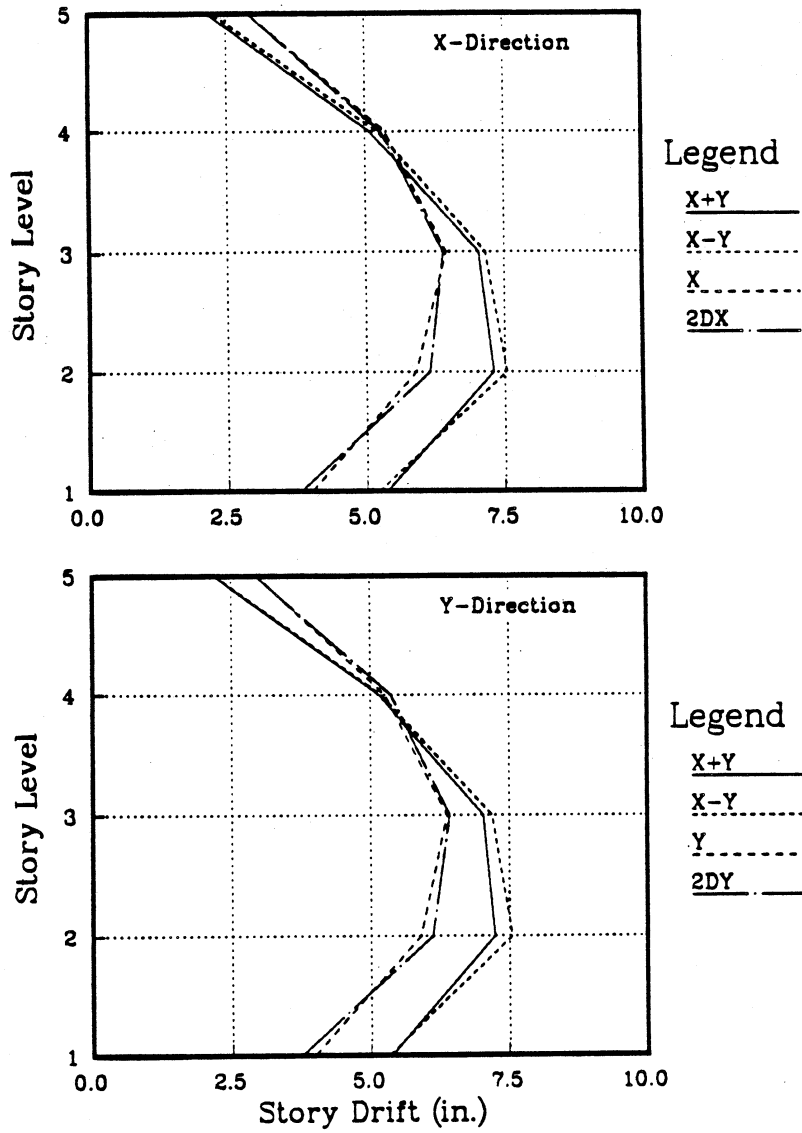 5
X-Direction
4
3
2
1
Story Level
0.0 2.5 5.0 7.5 10.0
Legend
X+Y
X-Y
X
2DX
5
Y-Direction
4
3
2
1
Story Level
0.0 2.5 5.0 7.5 10.0
Story Drift (in.)
Legend
X+Y
X-Y
Y
2DY